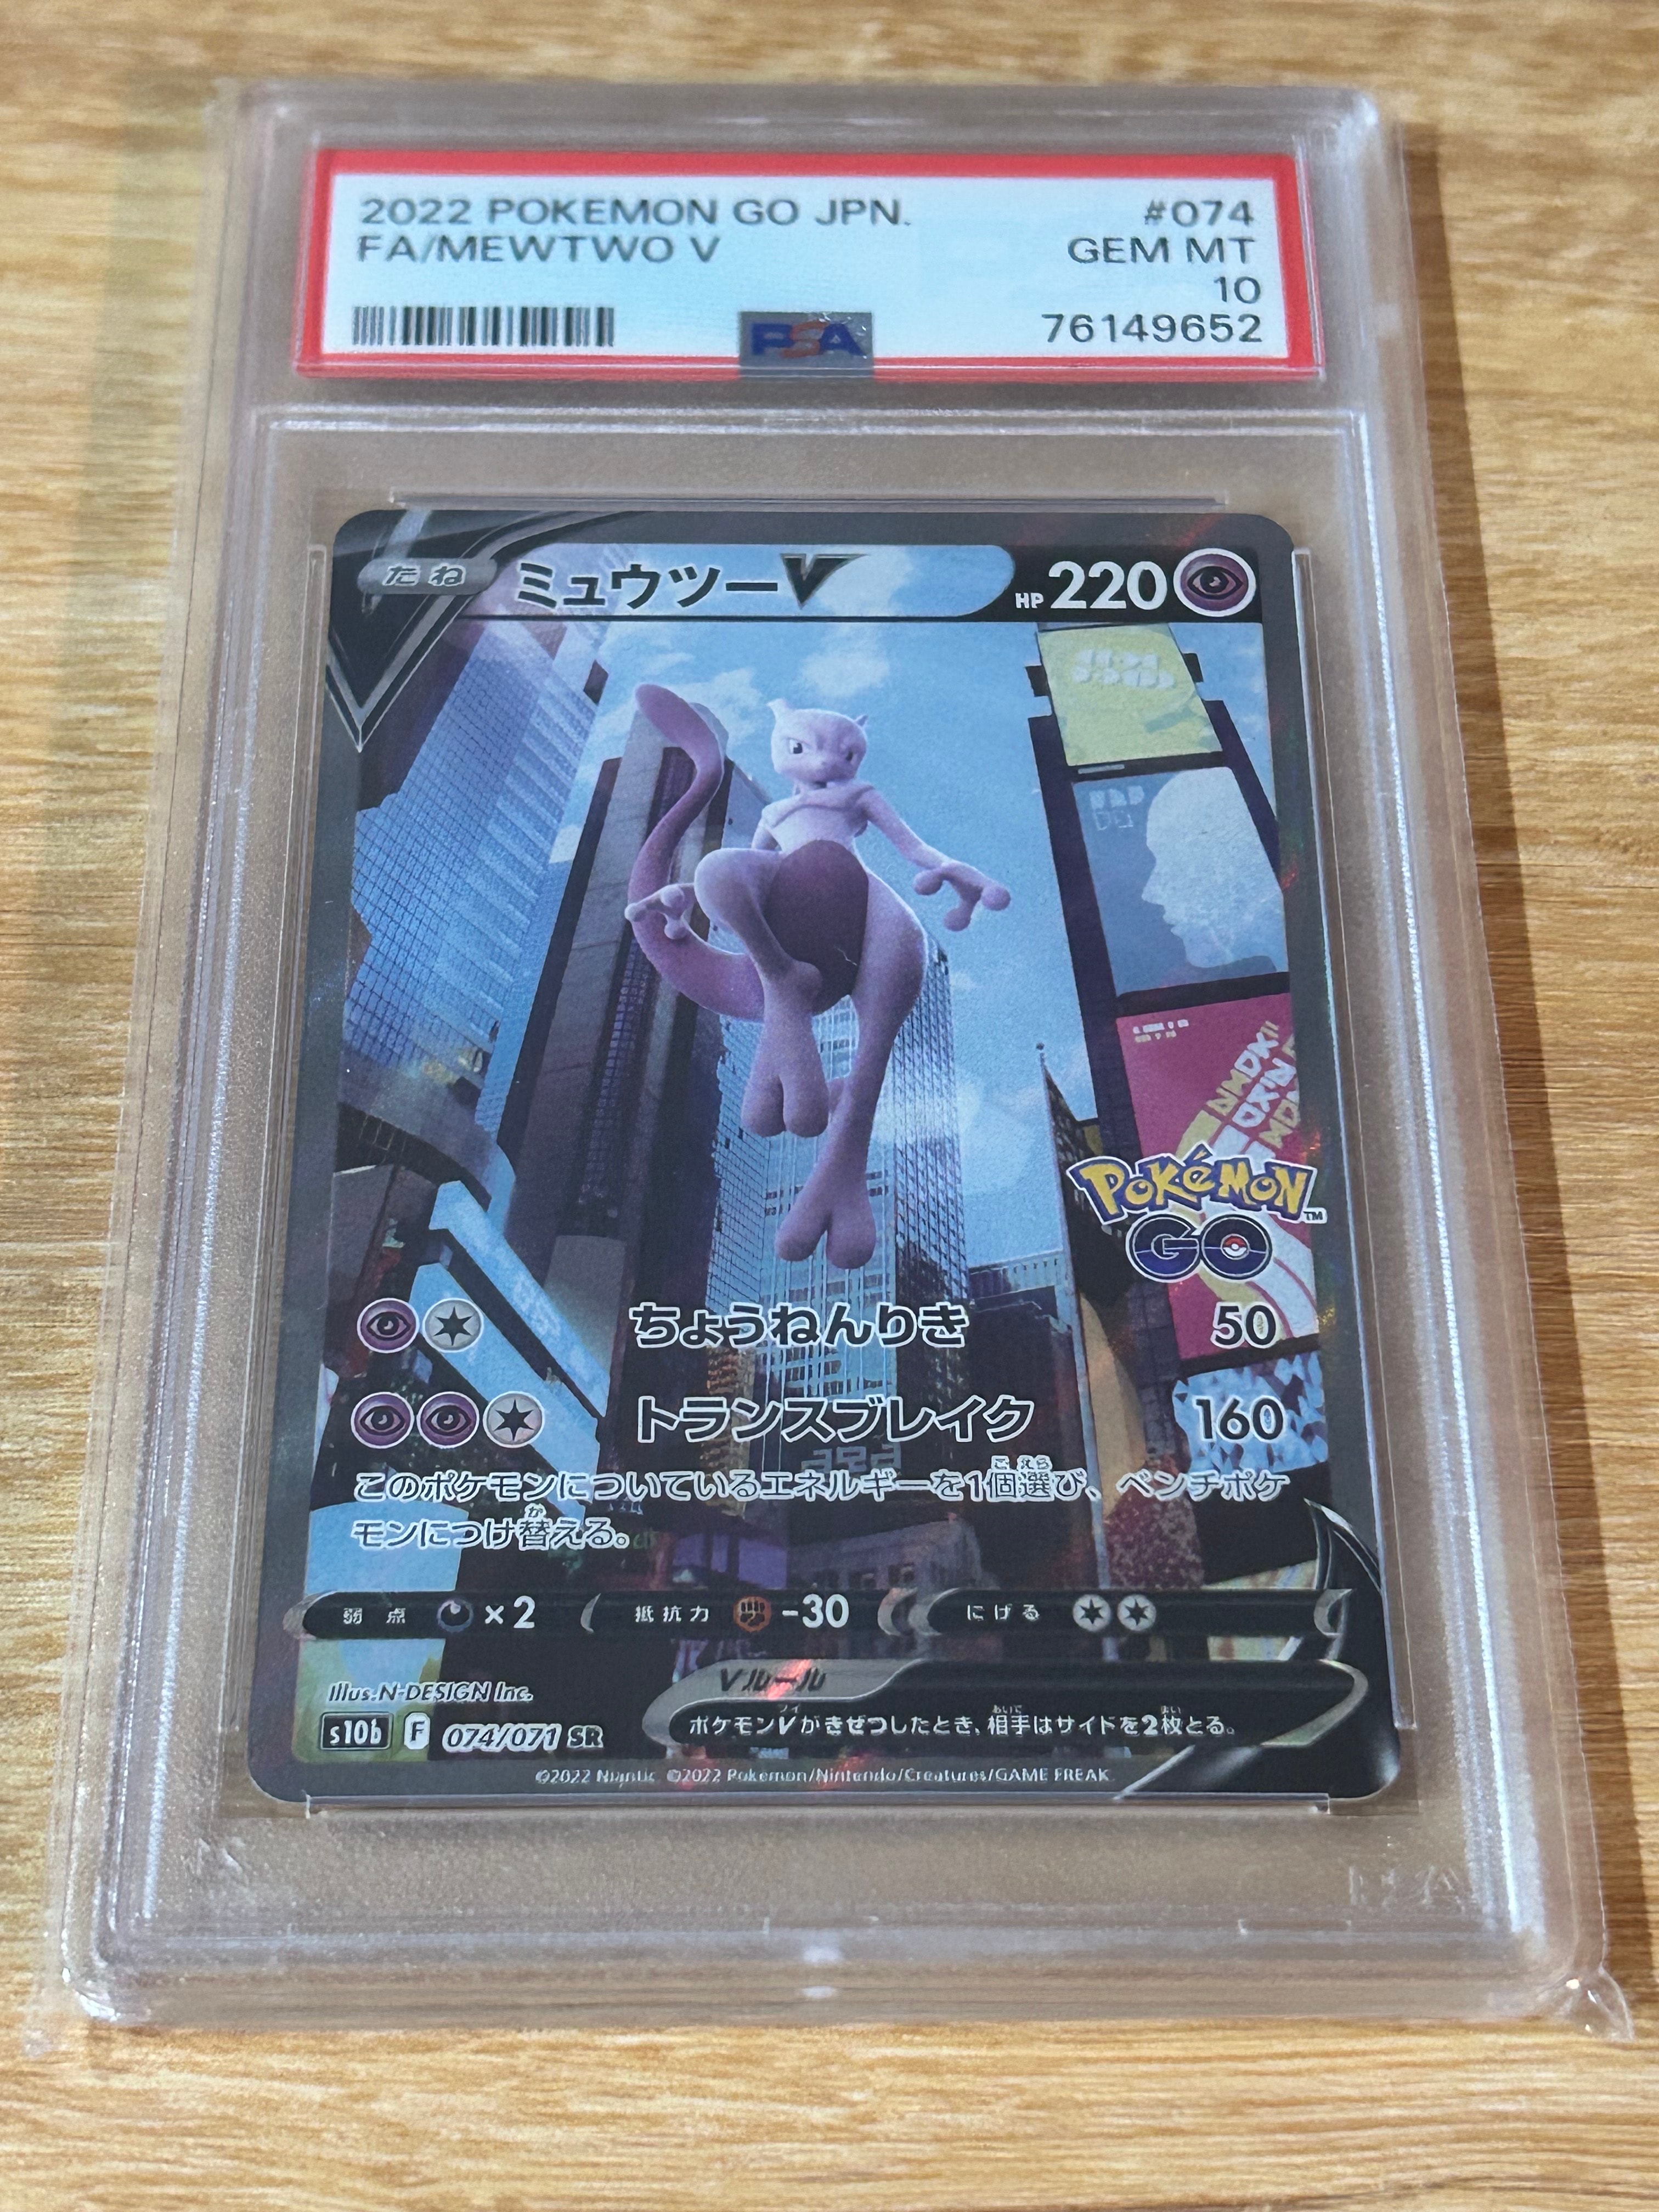 2022 POKEMON GO JPN. #074
FA/MEWTWO V GEM MT
10
PSA 76149652
たね ミュウツーV HP 220
Pokémon™
GO
ちょうねんりき 50
トランスブレイク 160
このポケモンについているエネルギーを1個選び、ベンチポケ
モンにつけ替える。
弱点 ×2 抵抗力 -30 にげる
Illus.N-DESIGN Inc.
Vルール
s10b F 074/071 SR
ポケモンVがきぜつしたとき、相手はサイドを2枚とる。
©2022 Niantic ©2022 Pokémon/Nintendo/Creatures/GAME FREAK.
PSA